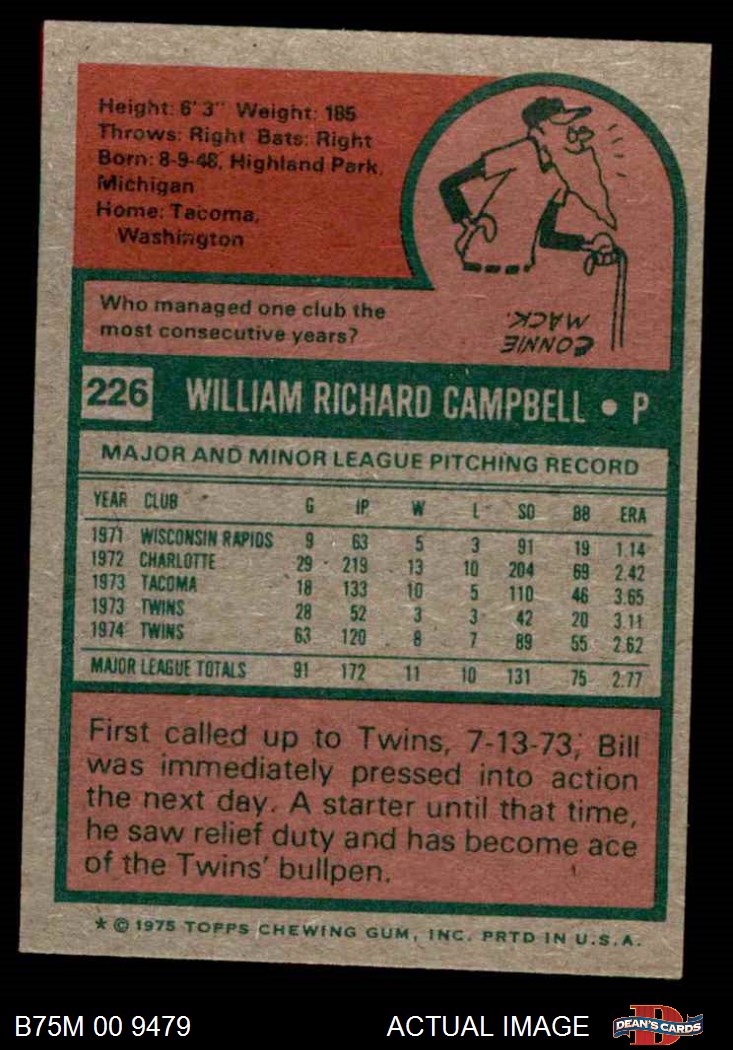 Height: 6' 3" Weight: 185
Throws: Right Bats: Right
Born: 8-9-48, Highland Park,
Michigan
Home: Tacoma,
Washington
Who managed one club the
most consecutive years?
CONNIE
MACK.
226 WILLIAM RICHARD CAMPBELL • P
MAJOR AND MINOR LEAGUE PITCHING RECORD
YEAR CLUB G IP W L SO BB ERA
1971 WISCONSIN RAPIDS 9 63 5 3 91 19 1.14
1972 CHARLOTTE 29 219 13 10 204 69 2.42
1973 TACOMA 18 133 10 5 110 46 3.65
1973 TWINS 28 52 3 3 42 20 3.11
1974 TWINS 63 120 8 7 89 55 2.62
MAJOR LEAGUE TOTALS 91 172 11 10 131 75 2.77
First called up to Twins, 7-13-73, Bill
was immediately pressed into action
the next day. A starter until that time,
he saw relief duty and has become ace
of the Twins' bullpen.
* © 1975 TOPPS CHEWING GUM, INC. PRTD IN U.S.A.
B75M 00 9479 ACTUAL IMAGE DEAN'S CARDS